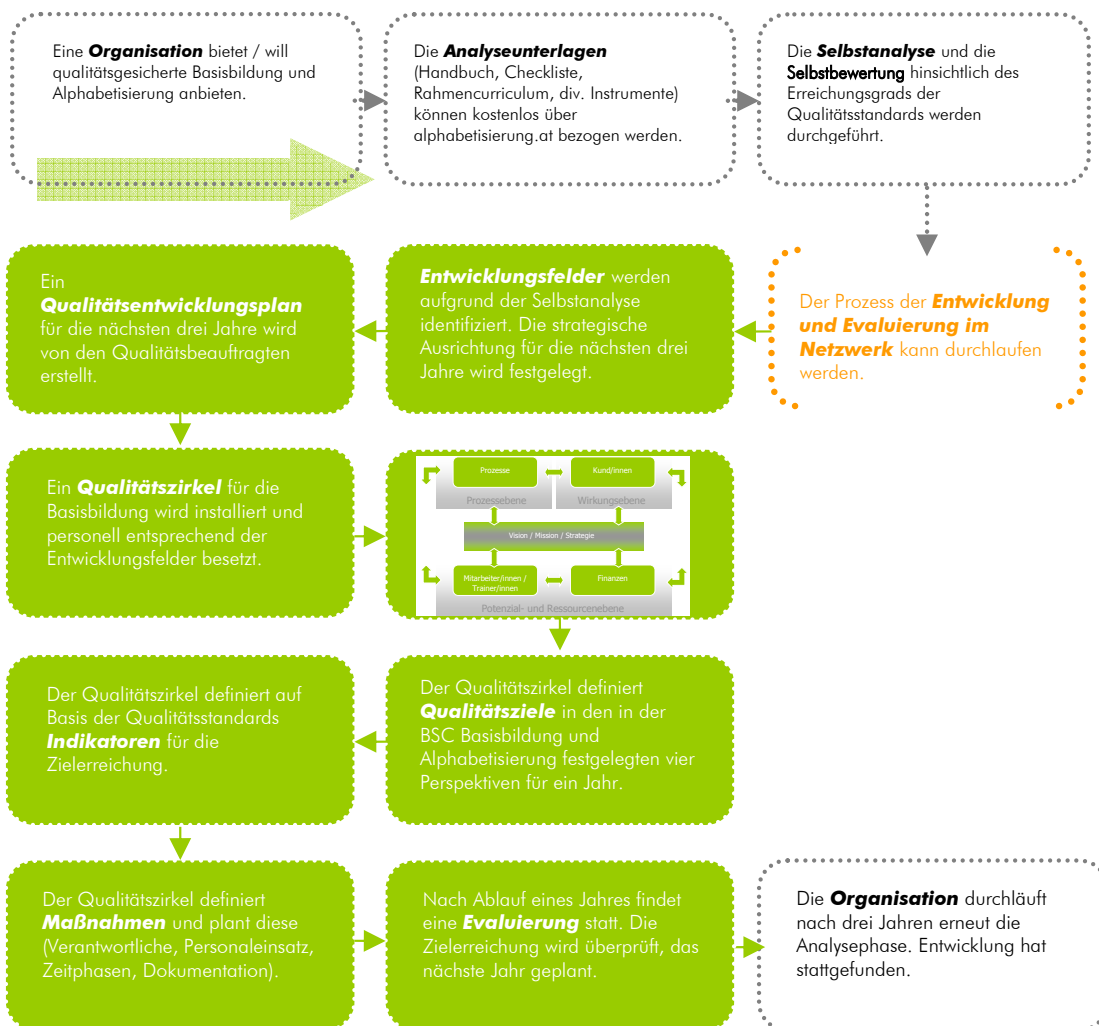 Eine Organisation bietet / will
qualitätsgesicherte Basisbildung und
Alphabetisierung anbieten.
Die Analyseunterlagen
(Handbuch, Checkliste,
Rahmencurriculum, div. Instrumente)
können kostenlos über
alphabetisierung.at bezogen werden.
Die Selbstanalyse und die
Selbstbewertung hinsichtlich des
Erreichungsgrads der
Qualitätsstandards werden
durchgeführt.
Der Prozess der Entwicklung
und Evaluierung im
Netzwerk kann durchlaufen
werden.
Entwicklungsfelder werden
aufgrund der Selbstanalyse
identifiziert. Die strategische
Ausrichtung für die nächsten drei
Jahre wird festgelegt.
Ein
Qualitätsentwicklungsplan
für die nächsten drei Jahre wird
von den Qualitätsbeauftragten
erstellt.
Ein Qualitätszirkel für die
Basisbildung wird installiert und
personell entsprechend der
Entwicklungsfelder besetzt.
Prozesse
Kund/innen
Prozessebene
Wirkungsebene
Vision / Mission / Strategie
Mitarbeiter/innen /
Trainer/innen
Finanzen
Potenzial- und Ressourcenebene
Der Qualitätszirkel definiert
Qualitätsziele in den in der
BSC Basisbildung und
Alphabetisierung festgelegten vier
Perspektiven für ein Jahr.
Der Qualitätszirkel definiert auf
Basis der Qualitätsstandards
Indikatoren für die
Zielerreichung.
Der Qualitätszirkel definiert
Maßnahmen und plant diese
(Verantwortliche, Personaleinsatz,
Zeitphasen, Dokumentation).
Nach Ablauf eines Jahres findet
eine Evaluierung statt. Die
Zielerreichung wird überprüft, das
nächste Jahr geplant.
Die Organisation durchläuft
nach drei Jahren erneut die
Analysephase. Entwicklung hat
stattgefunden.